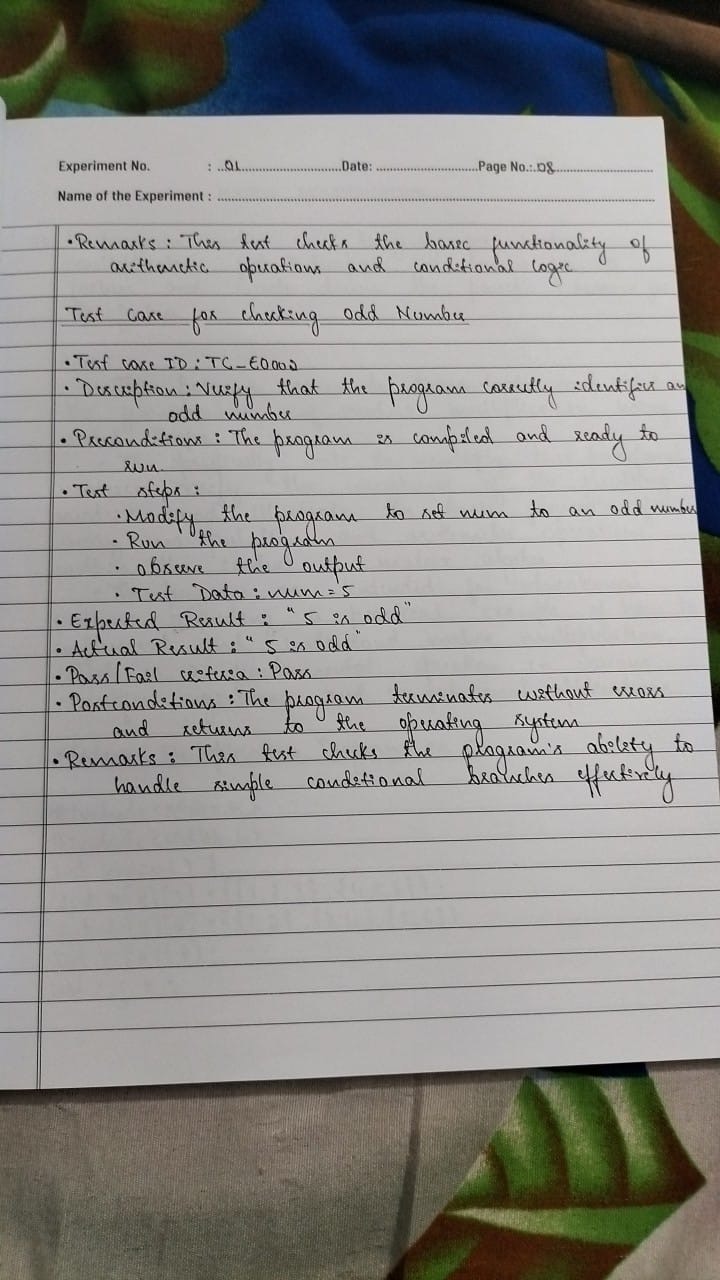 Experiment No. : 01 Date: Page No.: 08
Name of the Experiment :
• Remarks : This test checks the basic functionality of
arithmetic operations and conditional logic
Test case for checking odd Number
• Test case ID : TC-E0002
• Description : Verify that the program correctly identifies an
odd number
• Preconditions : The program is compiled and ready to
run.
• Test steps :
• Modify the program to set num to an odd number
• Run the program
• observe the output
• Test Data : num = 5
• Expected Result : "5 is odd"
• Actual Result : "5 is odd"
• Pass/Fail criteria : Pass
• Postconditions : The program terminates without errors
and returns to the operating system
• Remarks : This test checks the program's ability to
handle simple conditional branches effectively